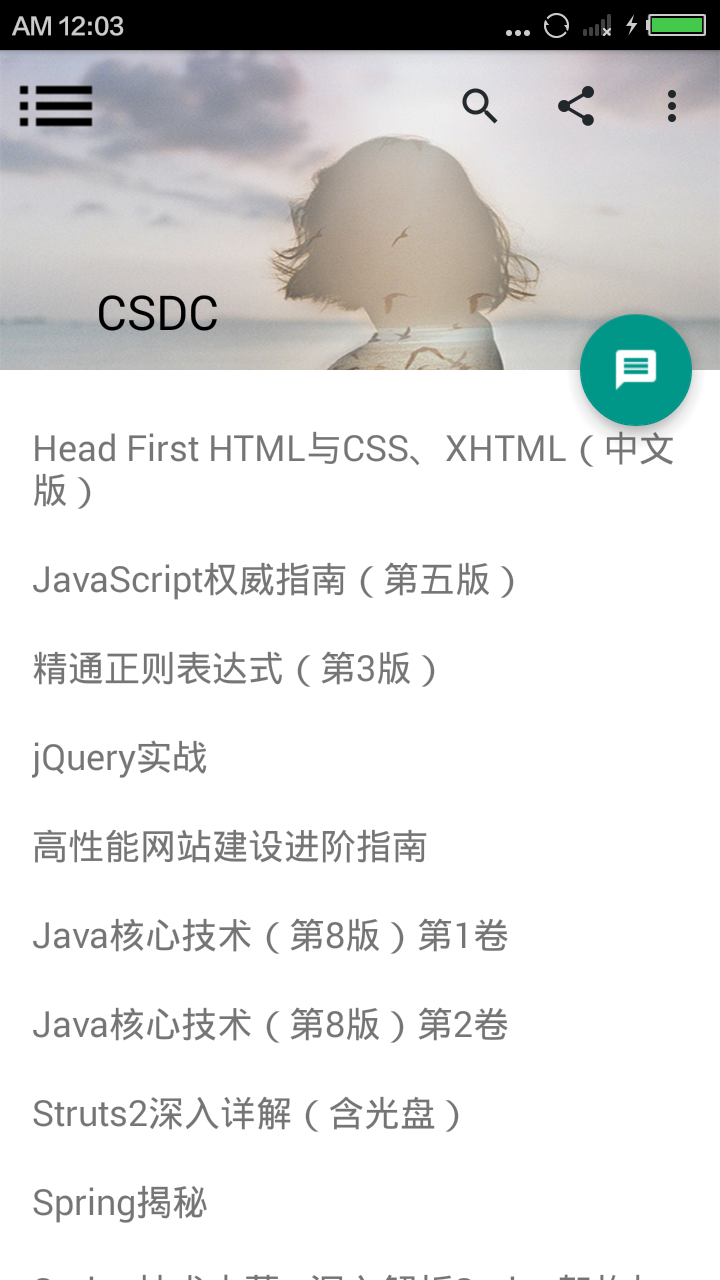 AM 12:03
CSDC
Head First HTML与CSS、XHTML（中文
版）
JavaScript权威指南（第五版）
精通正则表达式（第3版）
jQuery实战
高性能网站建设进阶指南
Java核心技术（第8版）第1卷
Java核心技术（第8版）第2卷
Struts2深入详解（含光盘）
Spring揭秘